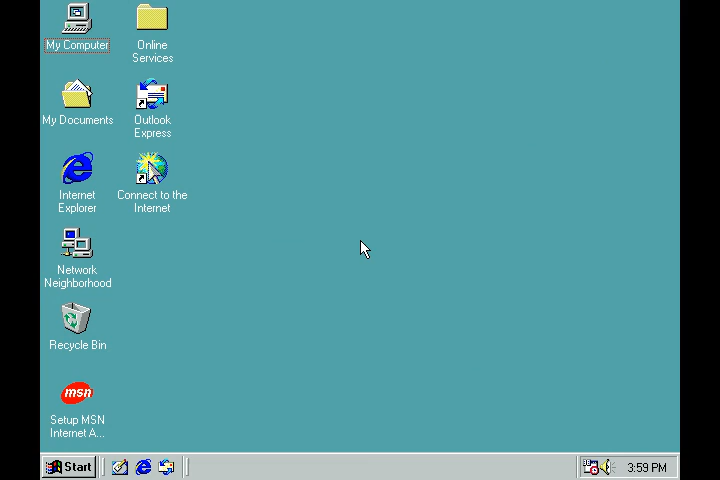 My Computer
Online
Services
My Documents
Outlook
Express
Internet
Explorer
Connect to the
Internet
Network
Neighborhood
Recycle Bin
msn
Setup MSN
Internet A...
Start
3:59 PM